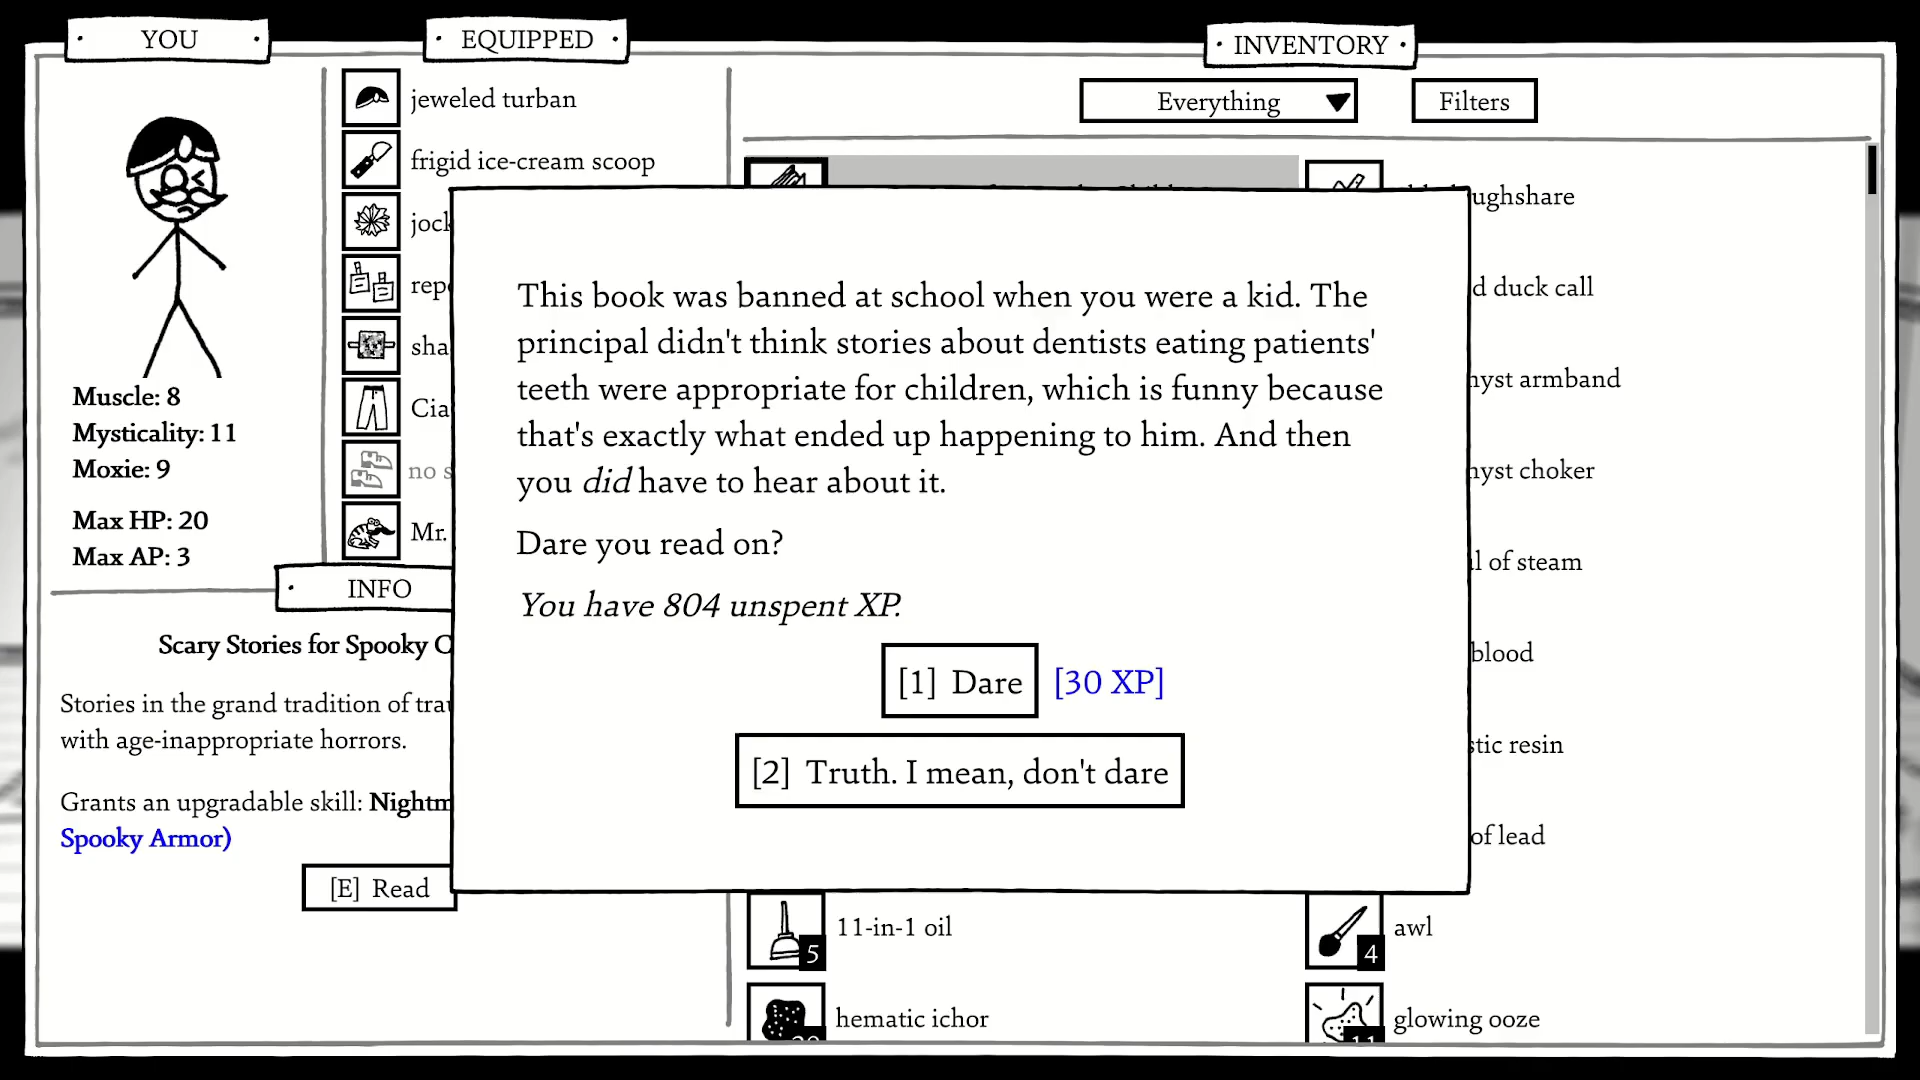 YOU
EQUIPPED
INVENTORY
jeweled turban
Everything
Filters
frigid ice-cream scoop
ughshare
d duck call
yst armband
Muscle: 8
Mysticality: 11
Moxie: 9
yst choker
Max HP: 20
Mr.
Max AP: 3
l of steam
INFO
This book was banned at school when you were a kid. The
principal didn't think stories about dentists eating patients'
teeth were appropriate for children, which is funny because
that's exactly what ended up happening to him. And then
you did have to hear about it.
Dare you read on?
You have 804 unspent XP.
[1] Dare [30 XP]
[2] Truth. I mean, don't dare
Scary Stories for Spooky C
blood
Stories in the grand tradition of tra
with age-inappropriate horrors.
stic resin
Grants an upgradable skill: Nightm
Spooky Armor)
of lead
[E] Read
11-in-1 oil
5
awl
4
hematic ichor
glowing ooze